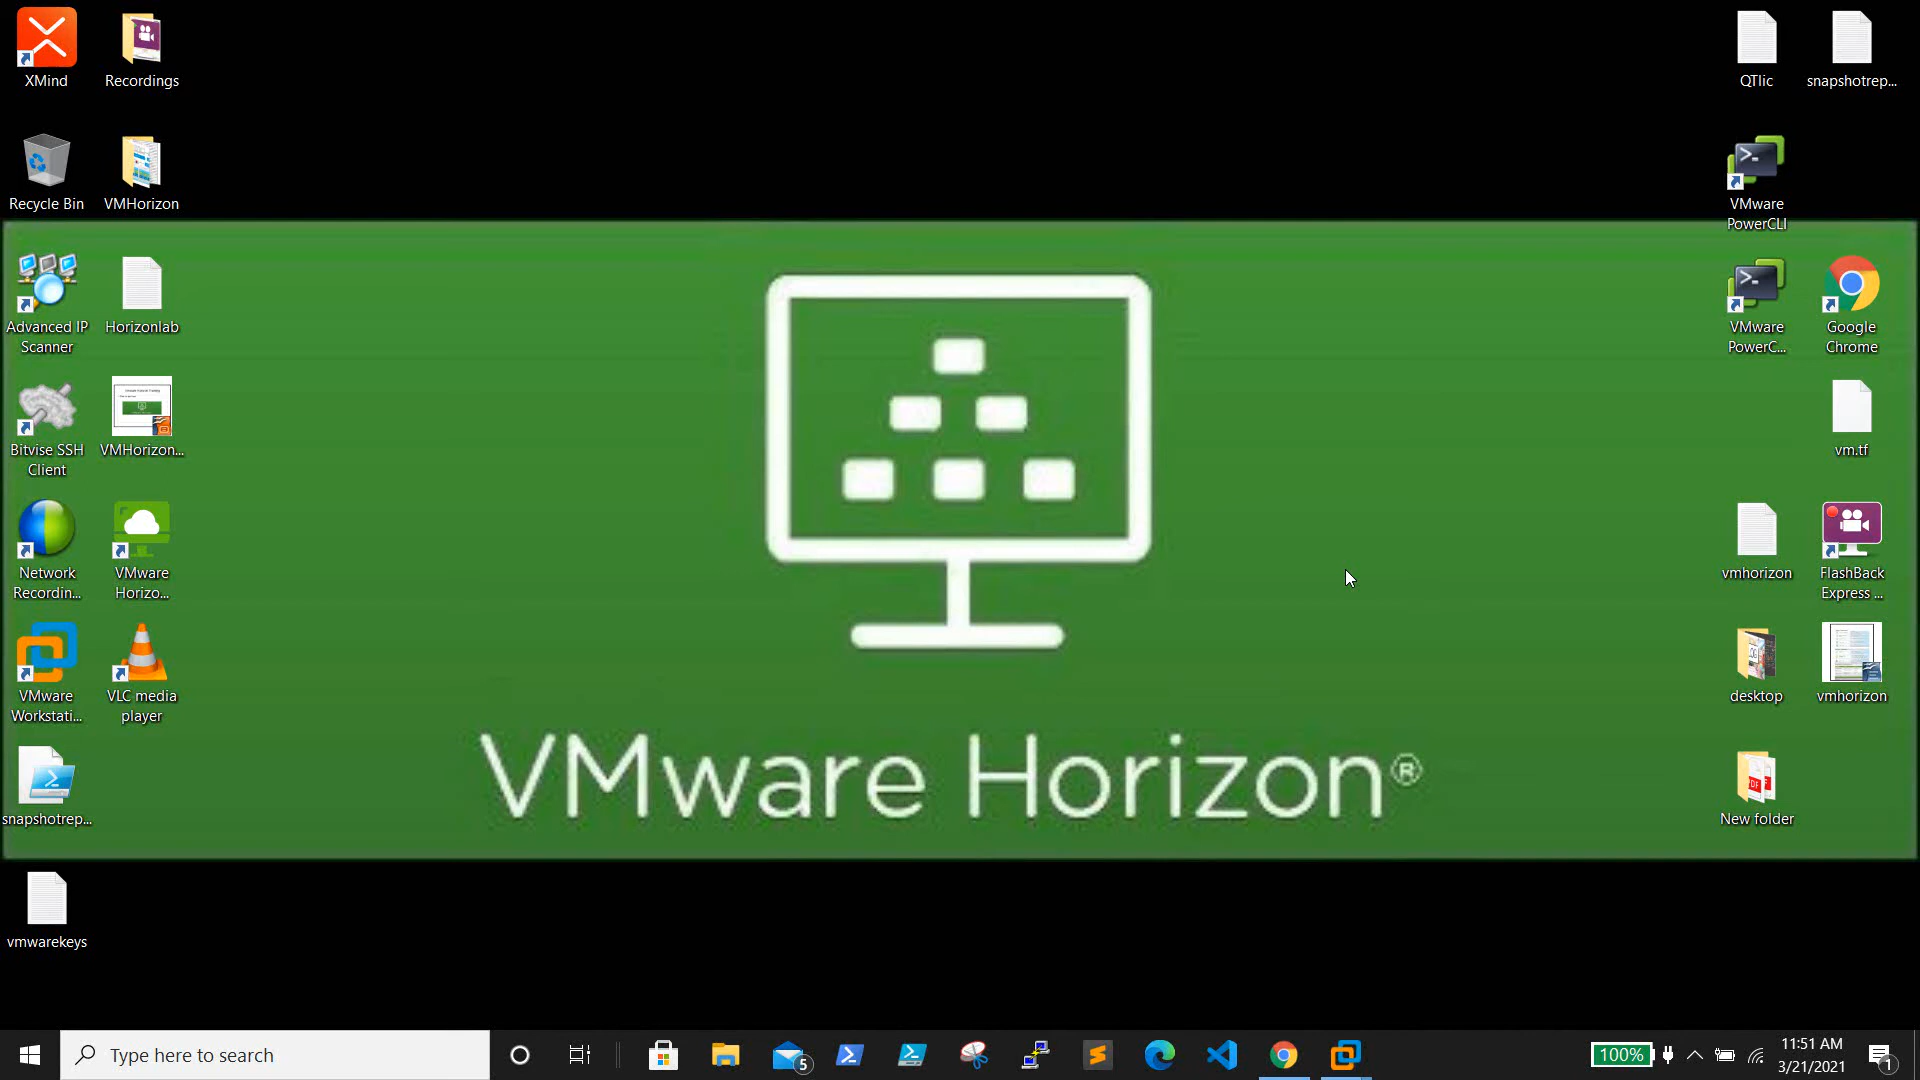 XMind
Recordings
QTlic
snapshotrep...
Recycle Bin
VMHorizon
VMware
PowerCLI
Advanced IP
Scanner
Horizonlab
VMware
PowerC...
Google
Chrome
Bitvise SSH
Client
VMHorizon...
vm.tf
Network
Recordin...
VMware
Horizo...
vmhorizon
FlashBack
Express ...
VMware
Workstati...
VLC media
player
desktop
vmhorizon
VMware Horizon®
snapshotrep...
New folder
vmwarekeys
Type here to search
5
100%
11:51 AM
3/21/2021
1